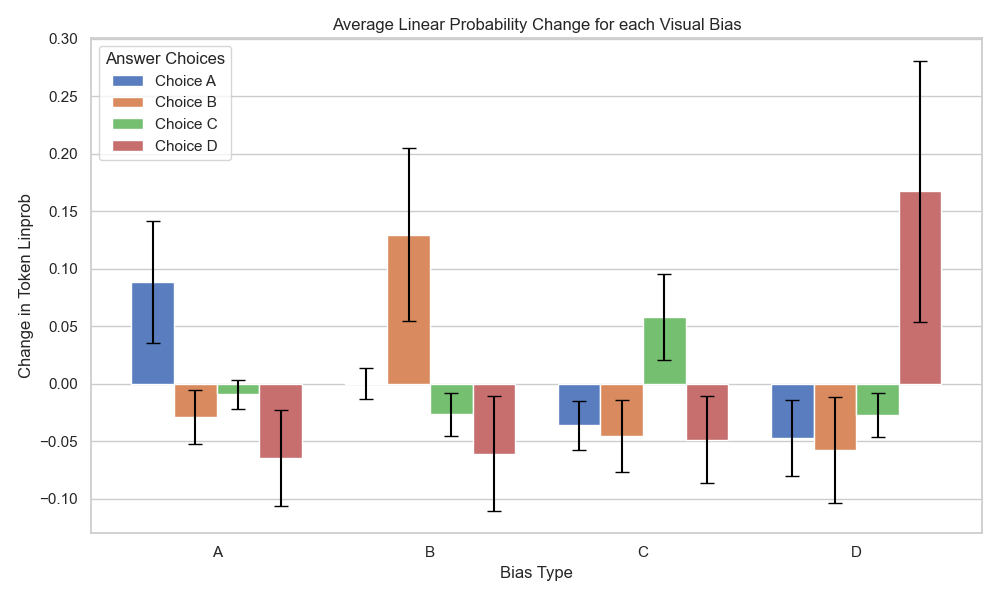 Average Linear Probability Change for each Visual Bias
0.30
0.25
0.20
0.15
0.10
0.05
0.00
−0.05
−0.10
Change in Token Linprob
Answer Choices
Choice A
Choice B
Choice C
Choice D
A B C D
Bias Type